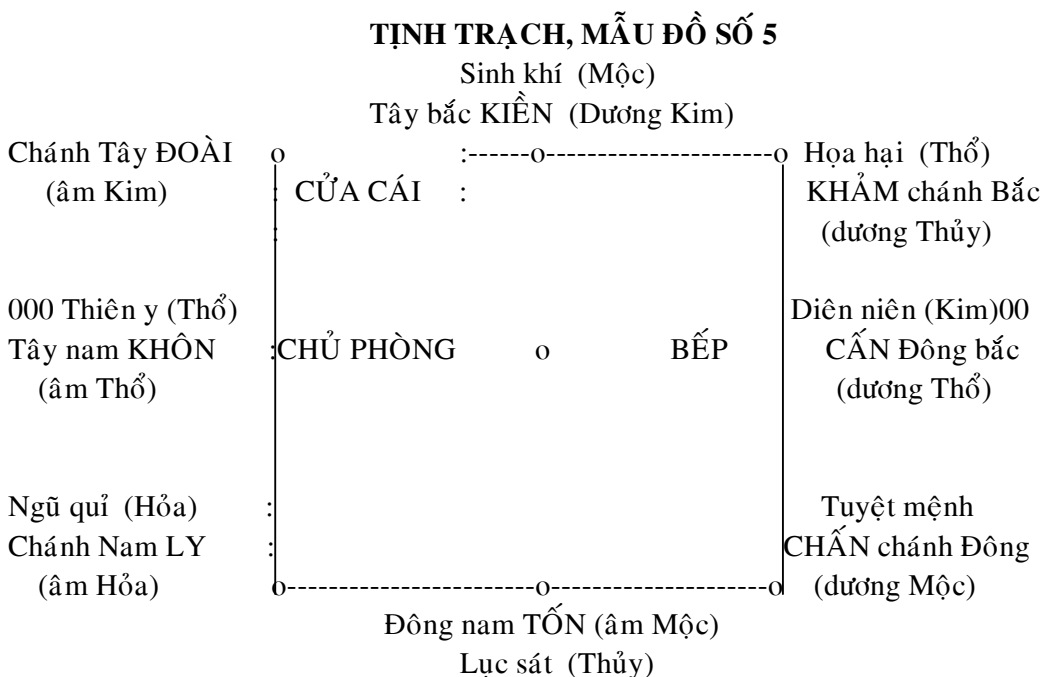 TỊNH TRẠCH, MẪU ĐỒ SỐ 5
Sinh khí (Mộc)
Tây bắc KIỀN (Dương Kim)
Chánh Tây ĐOÀI o :------o----------------------o Họa hại (Thổ)
(âm Kim) : CỬA CÁI : KHẢM chánh Bắc
: (dương Thủy)
000 Thiên y (Thổ) Diên niên (Kim)00
Tây nam KHÔN :CHỦ PHÒNG o BẾP CẤN Đông bắc
(âm Thổ) (dương Thổ)
Ngũ quỉ (Hỏa) : Tuyệt mệnh
Chánh Nam LY : CHẤN chánh Đông
(âm Hỏa) o-------------------------o---------------------o (dương Mộc)
Đông nam TỐN (âm Mộc)
Lục sát (Thủy)